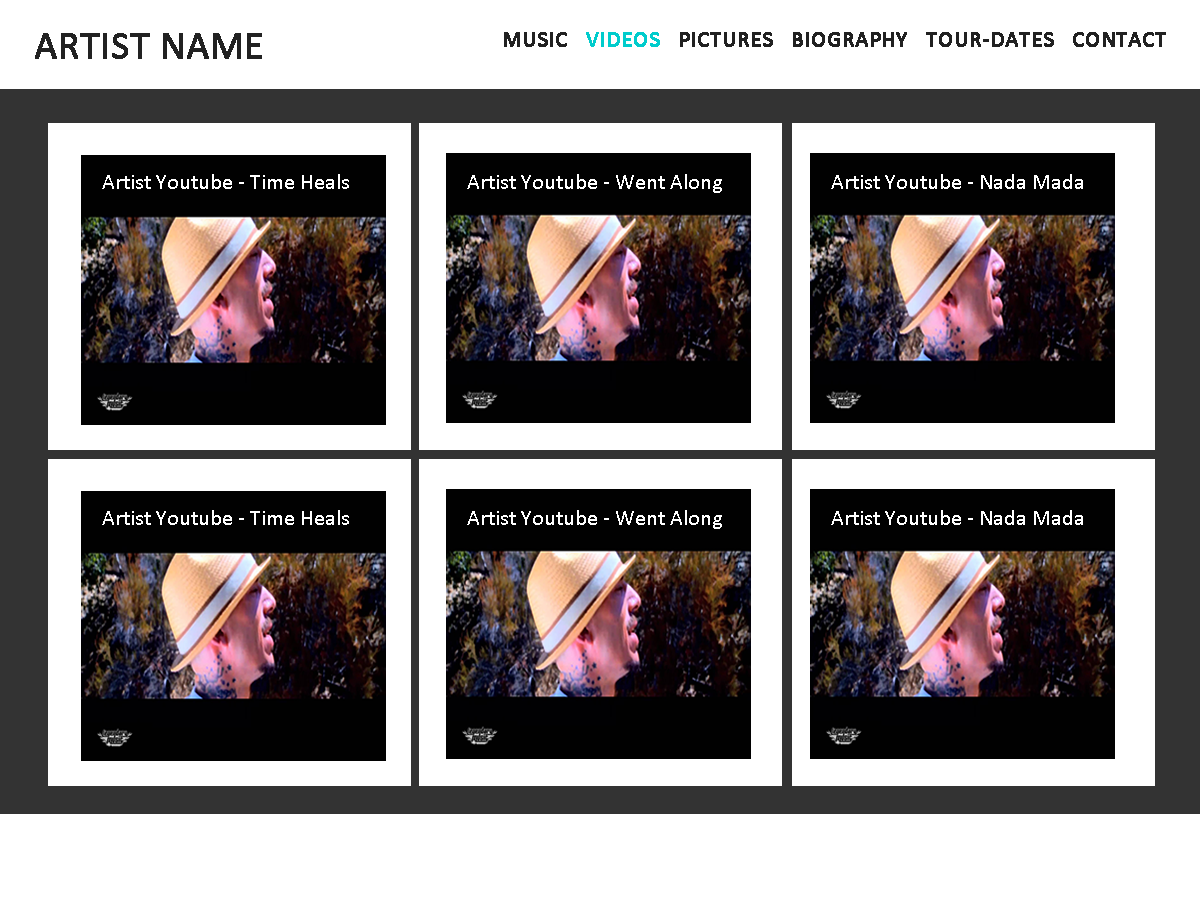 ARTIST NAME
MUSIC VIDEOS PICTURES BIOGRAPHY TOUR-DATES CONTACT
Artist Youtube - Time Heals
Artist Youtube - Went Along
Artist Youtube - Nada Mada
Artist Youtube - Time Heals
Artist Youtube - Went Along
Artist Youtube - Nada Mada